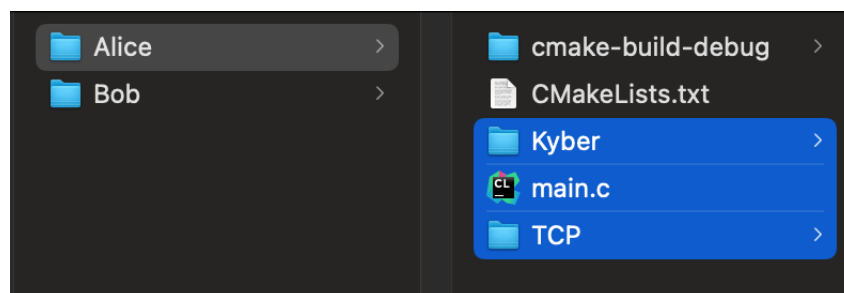 Alice
Bob
cmake-build-debug
CMakeLists.txt
Kyber
CL
main.c
TCP